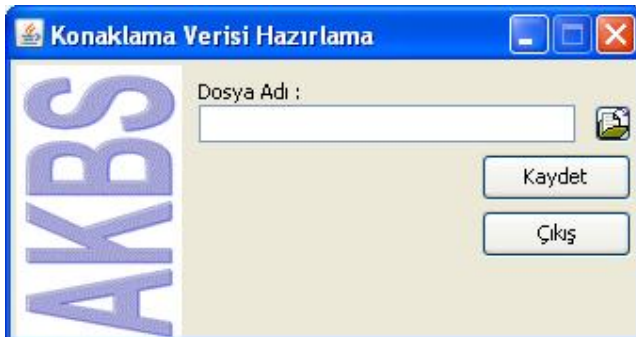 Konaklama Verisi Hazırlama
AKBS
Dosya Adı :
Kaydet
Çıkış